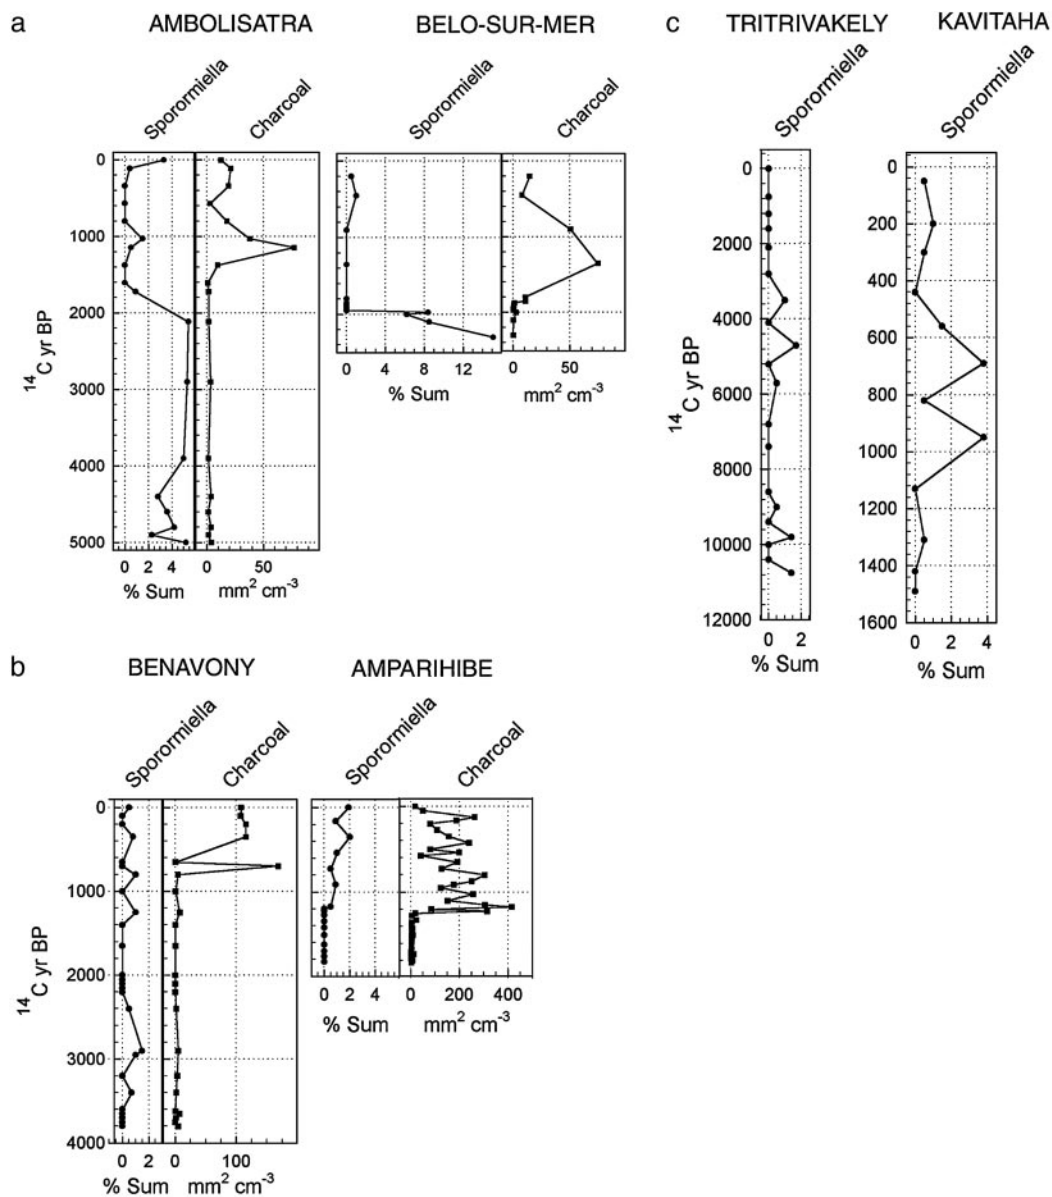 a
AMBOLISATRA
BELO-SUR-MER
Sporormiella
Charcoal
Sporormiella
Charcoal
0
1000
2000
3000
4000
5000
14C yr BP
0 2 4
0 50
% Sum
mm2 cm-3
0 4 8 12
0 50
% Sum
mm2 cm-3
c
TRITRIVAKELY
KAVITAHA
Sporormiella
Sporormiella
0
2000
4000
6000
8000
10000
12000
14C yr BP
0 2
% Sum
0
200
400
600
800
1000
1200
1400
1600
0 2 4
% Sum
b
BENAVONY
AMPARIHIBE
Sporormiella
Charcoal
Sporormiella
Charcoal
0
1000
2000
3000
4000
14C yr BP
0 2
0 100
% Sum
mm2 cm-3
0 2 4
0 200 400
% Sum
mm2 cm-3